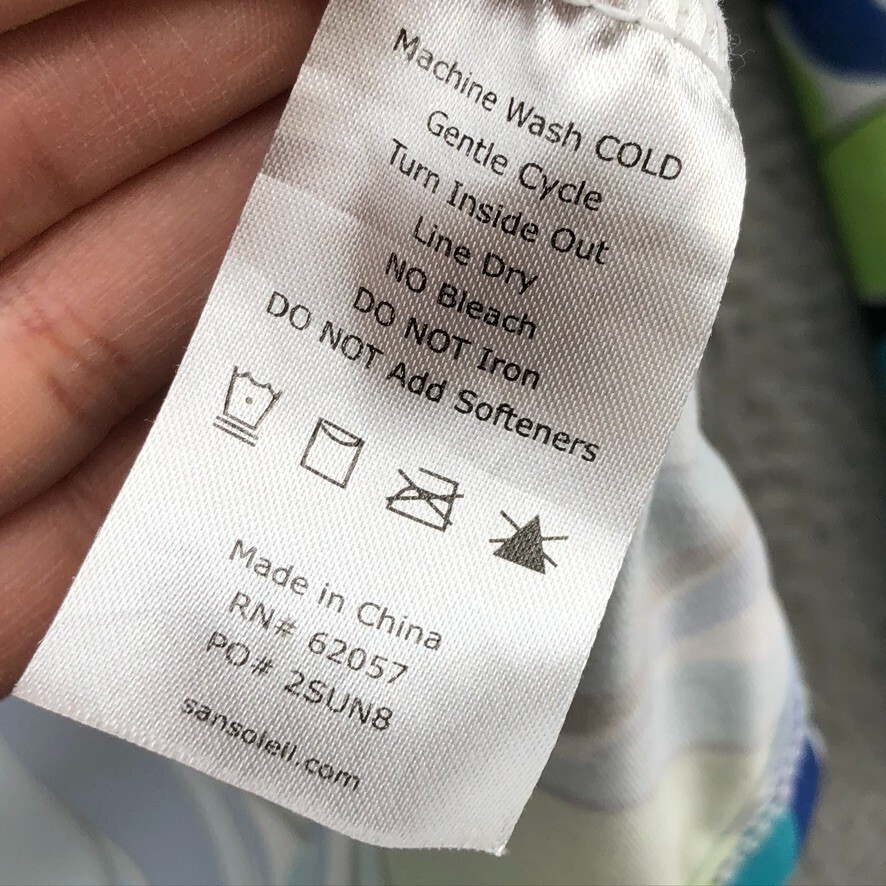 Machine Wash COLD
Gentle Cycle
Turn Inside Out
Line Dry
NO Bleach
DO NOT Iron
DO NOT Add Softeners
Made in China
RN# 62057
PO# 2SUN8
sansoleil.com